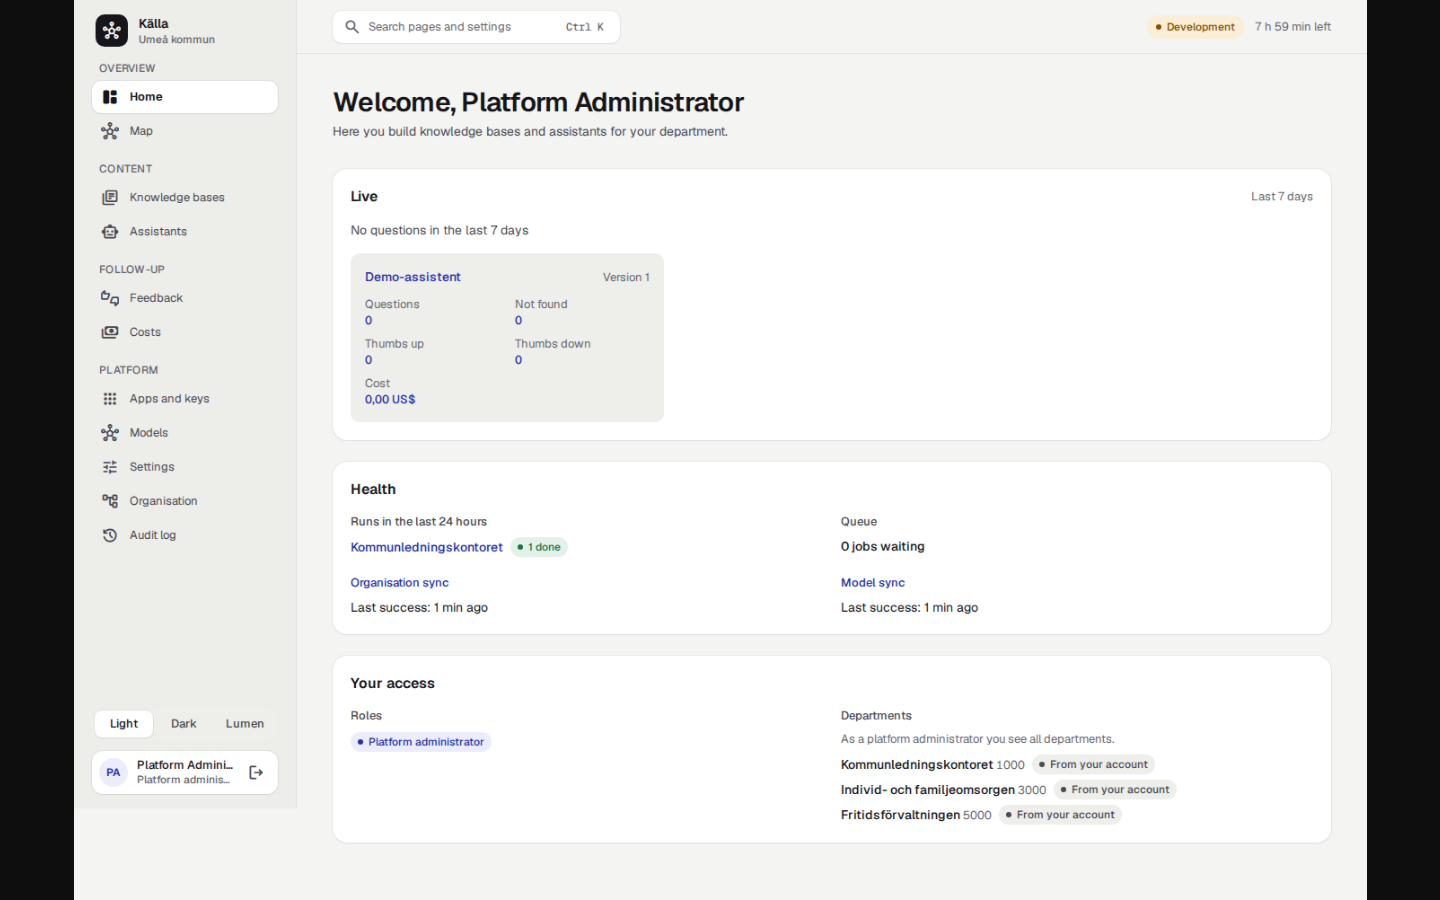 Källa
Umeå kommun
OVERVIEW
Home
Map
CONTENT
Knowledge bases
Assistants
FOLLOW-UP
Feedback
Costs
PLATFORM
Apps and keys
Models
Settings
Organisation
Audit log
Light Dark Lumen
PA
Platform Admini...
Platform adminis...
Search pages and settings Ctrl K
Development 7 h 59 min left
Welcome, Platform Administrator
Here you build knowledge bases and assistants for your department.
Live Last 7 days
No questions in the last 7 days
Demo-assistent Version 1
Questions Not found
0 0
Thumbs up Thumbs down
0 0
Cost
0,00 US$
Health
Runs in the last 24 hours Queue
Kommunledningskontoret 1 done 0 jobs waiting
Organisation sync Model sync
Last success: 1 min ago Last success: 1 min ago
Your access
Roles Departments
Platform administrator
As a platform administrator you see all departments.
Kommunledningskontoret 1000 From your account
Individ- och familjeomsorgen 3000 From your account
Fritidsförvaltningen 5000 From your account